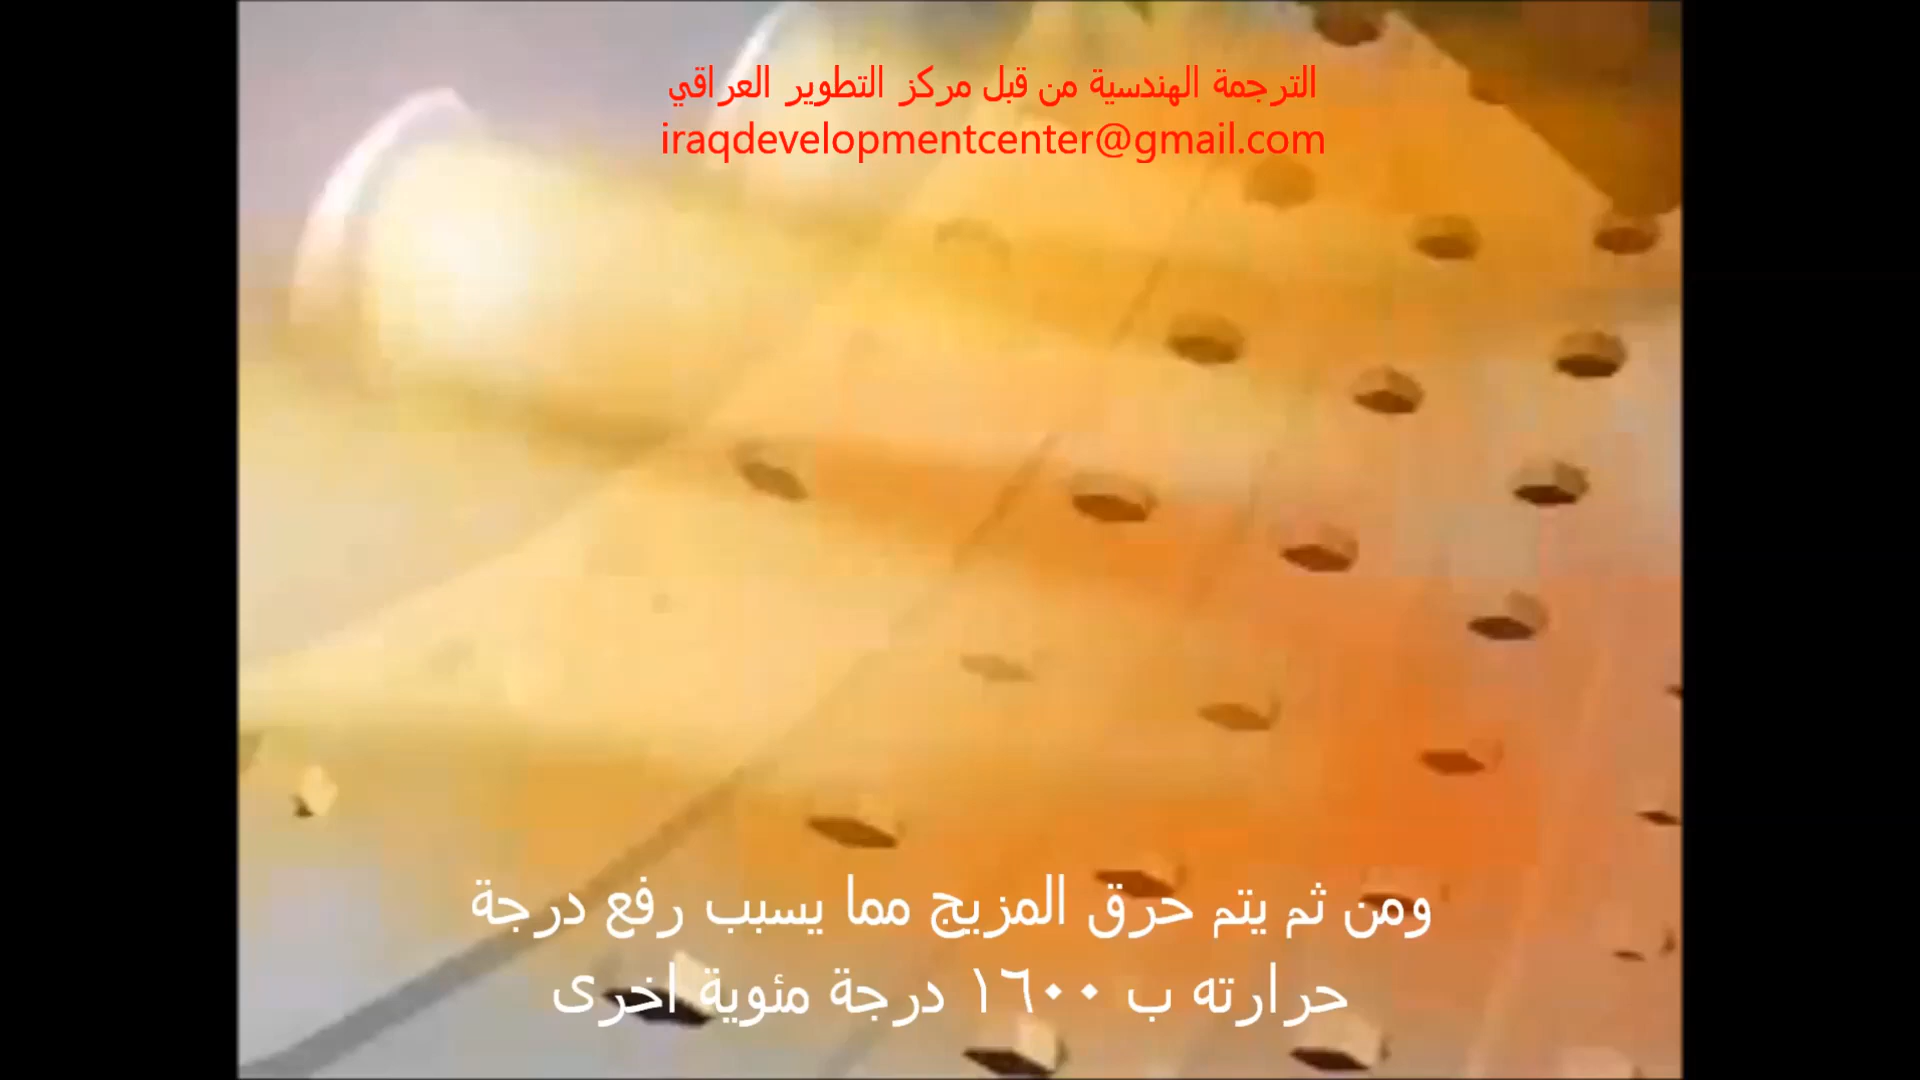 الترجمة الهندسية من قبل مركز التطوير العراقي
iraqdevelopmentcenter@gmail.com
ومن ثم يتم حرق المزيج مما يسبب رفع درجة
حرارته ب ١٦٠٠ درجة مئوية اخرى